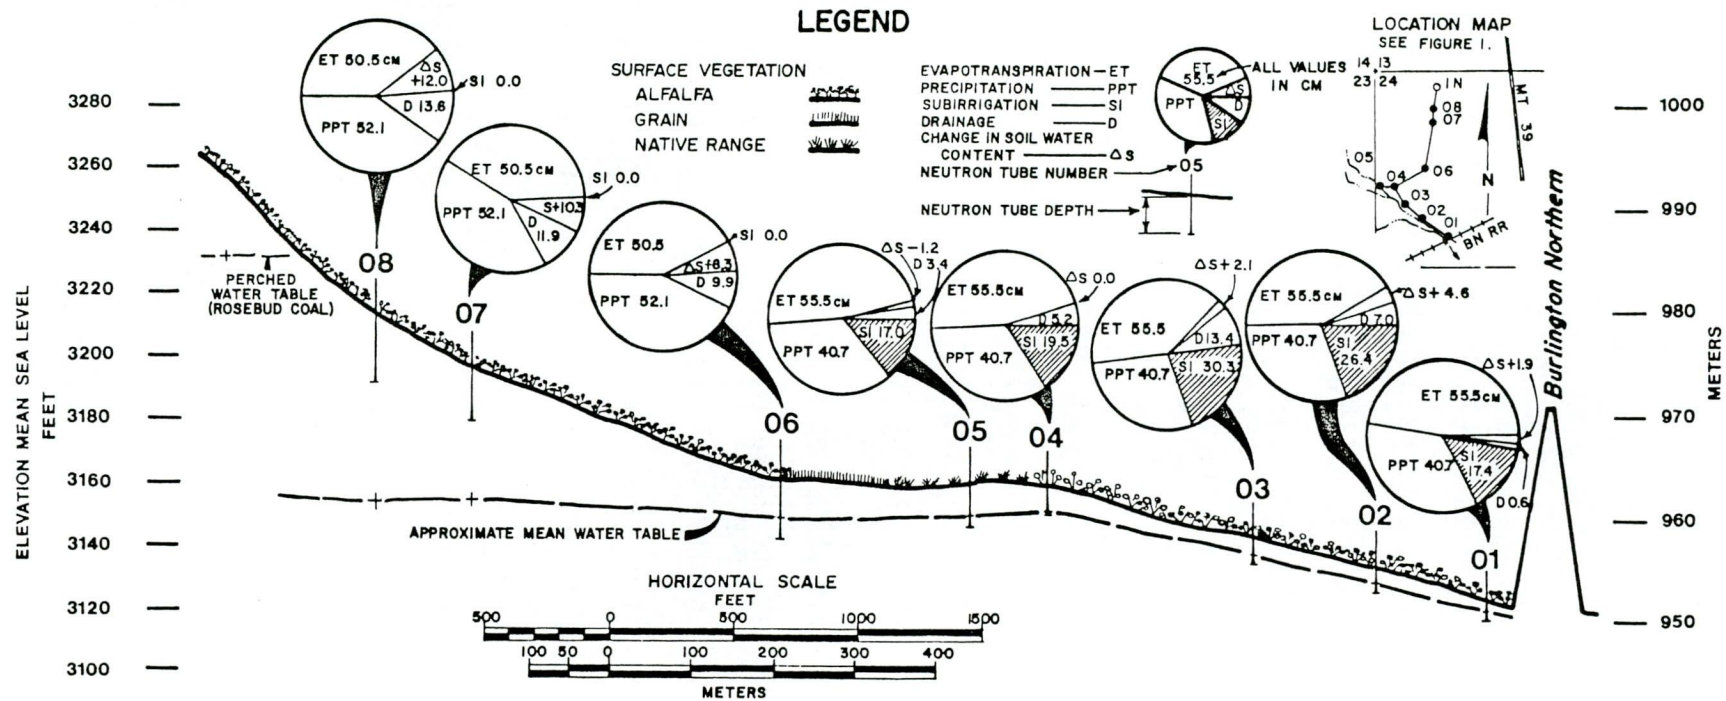 LEGEND
LOCATION MAP
SEE FIGURE 1.
14 13
23 24
1N
08
07
06
05
04
03
02
01
N
MT 39
BN RR
SURFACE VEGETATION
ALFALFA
GRAIN
NATIVE RANGE
EVAPOTRANSPIRATION — ET
PRECIPITATION — PPT
SUBIRRIGATION — SI
DRAINAGE — D
CHANGE IN SOIL WATER
CONTENT — ΔS
NEUTRON TUBE NUMBER
05
NEUTRON TUBE DEPTH
ET
55.5
ΔS
D
PPT
SI
ALL VALUES
IN CM
ET 50.5 CM
ΔS
+12.0
SI 0.0
D 13.6
PPT 52.1
08
ET 50.5 CM
SI 0.0
S+10.3
D
11.9
PPT 52.1
07
ET 50.5
SI 0.0
ΔS+8.3
D 9.9
PPT 52.1
06
ET 55.5 CM
ΔS -1.2
D 3.4
SI 17.0
PPT 40.7
05
ET 55.5 CM
ΔS 0.0
D 5.2
SI 19.5
PPT 40.7
04
ET 55.5
ΔS+2.1
D 13.4
SI 30.3
PPT 40.7
03
ET 55.5 CM
ΔS+ 4.6
D 7.0
SI
26.4
PPT 40.7
02
ET 55.5 CM
ΔS+1.9
SI
17.4
D 0.6
PPT 40.7
01
Burlington Northern
ELEVATION MEAN SEA LEVEL
FEET
3280
3260
3240
3220
3200
3180
3160
3140
3120
3100
METERS
1000
990
980
970
960
950
PERCHED
WATER TABLE
(ROSEBUD COAL)
APPROXIMATE MEAN WATER TABLE
HORIZONTAL SCALE
FEET
500 0 500 1000 1500
100 50 0 100 200 300 400
METERS